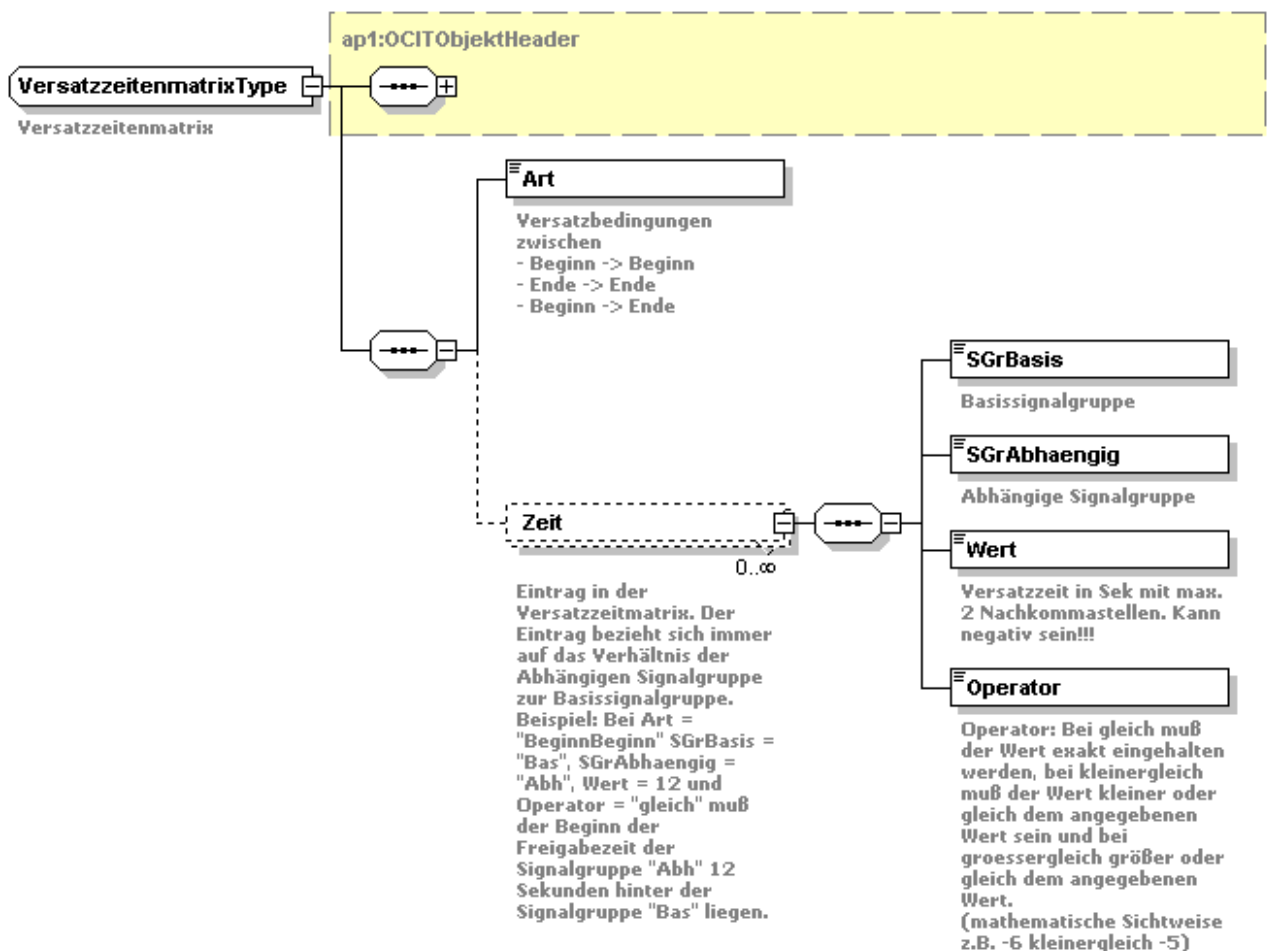 ap1:OCITObjektHeader
VersatzzeitenmatrixType
Versatzzeitenmatrix
Art
Versatzbedingungen
zwischen
- Beginn -> Beginn
- Ende -> Ende
- Beginn -> Ende
Zeit
0..∞
Eintrag in der
Versatzzeitmatrix. Der
Eintrag bezieht sich immer
auf das Verhältnis der
Abhängigen Signalgruppe
zur Basissignalgruppe.
Beispiel: Bei Art =
"BeginnBeginn" SGrBasis =
"Bas", SGrAbhaengig =
"Abh", Wert = 12 und
Operator = "gleich" muß
der Beginn der
Freigabezeit der
Signalgruppe "Abh" 12
Sekunden hinter der
Signalgruppe "Bas" liegen.
SGrBasis
Basissignalgruppe
SGrAbhaengig
Abhängige Signalgruppe
Wert
Versatzzeit in Sek mit max.
2 Nachkommastellen. Kann
negativ sein!!!
Operator
Operator: Bei gleich muß
der Wert exakt eingehalten
werden, bei kleinergleich
muß der Wert kleiner oder
gleich dem angegebenen
Wert sein und bei
groessergleich größer oder
gleich dem angegebenen
Wert.
(mathematische Sichtweise
z.B. -6 kleinergleich -5)